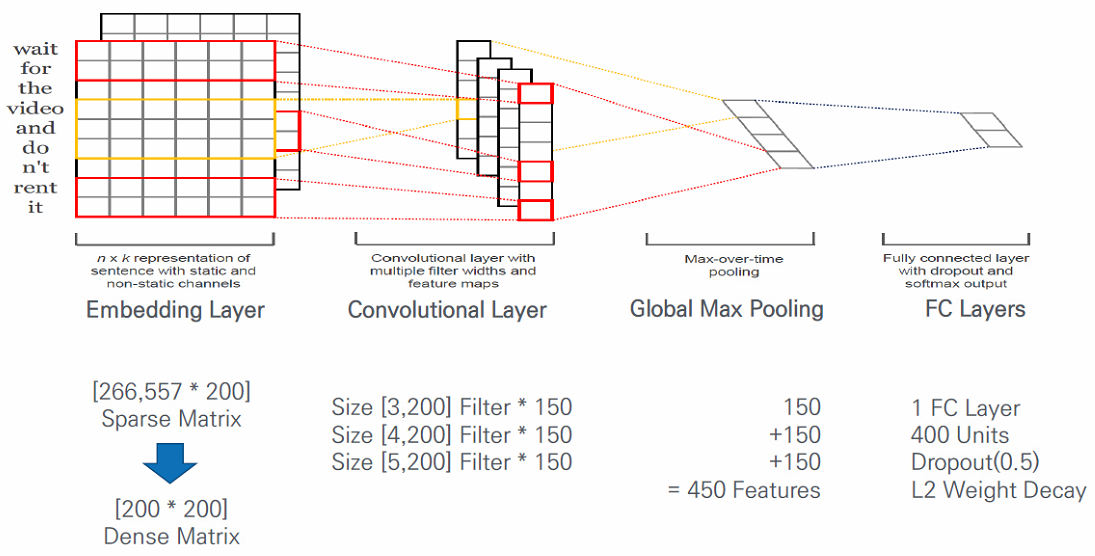 wait
for
the
video
and
do
n't
rent
it
n x k representation of
sentence with static and
non-static channels
Convolutional layer with
multiple filter widths and
feature maps
Max-over-time
pooling
Fully connected layer
with dropout and
softmax output
Embedding Layer
Convolutional Layer
Global Max Pooling
FC Layers
[266,557 * 200]
Sparse Matrix
[200 * 200]
Dense Matrix
Size [3,200] Filter * 150
Size [4,200] Filter * 150
Size [5,200] Filter * 150
150
+150
+150
= 450 Features
1 FC Layer
400 Units
Dropout(0.5)
L2 Weight Decay